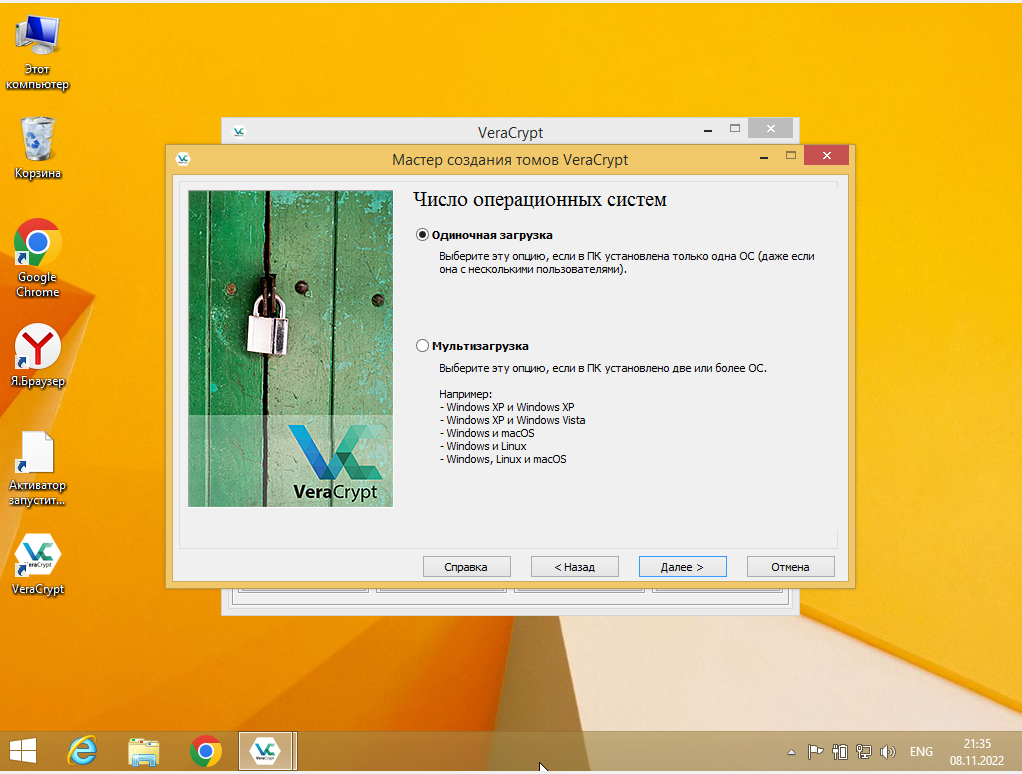 Этот
компьютер
Корзина
Google
Chrome
Я.Браузер
Активатор
запустит...
VeraCrypt
VeraCrypt
VeraCrypt
Мастер создания томов VeraCrypt
VeraCrypt
Число операционных систем
Одиночная загрузка
Выберите эту опцию, если в ПК установлена только одна ОС (даже если
она с несколькими пользователями).
Мультизагрузка
Выберите эту опцию, если в ПК установлено две или более ОС.
Например:
- Windows XP и Windows XP
- Windows XP и Windows Vista
- Windows и macOS
- Windows и Linux
- Windows, Linux и macOS
Справка
< Назад
Далее >
Отмена
VeraCrypt
ENG
21:35
08.11.2022